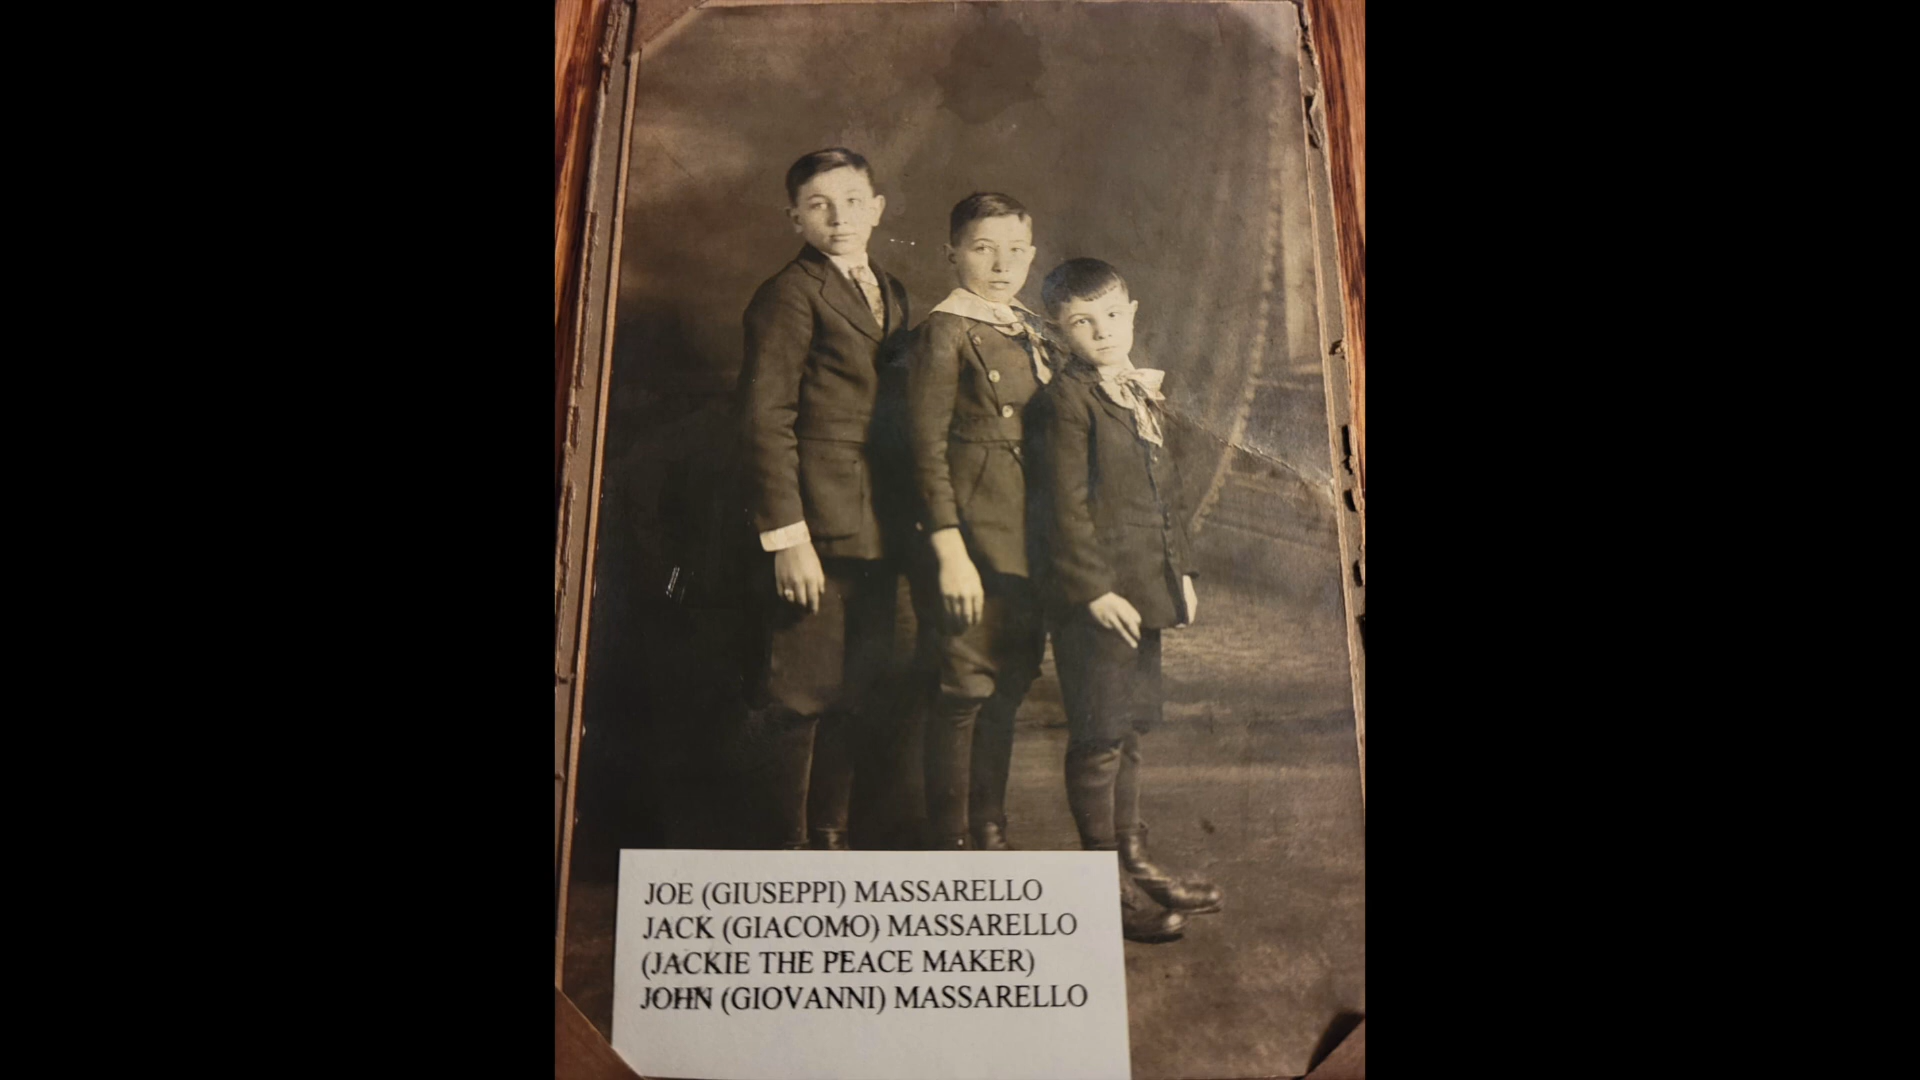 JOE (GIUSEPPI) MASSARELLO
JACK (GIACOMO) MASSARELLO
(JACKIE THE PEACE MAKER)
JOHN (GIOVANNI) MASSARELLO